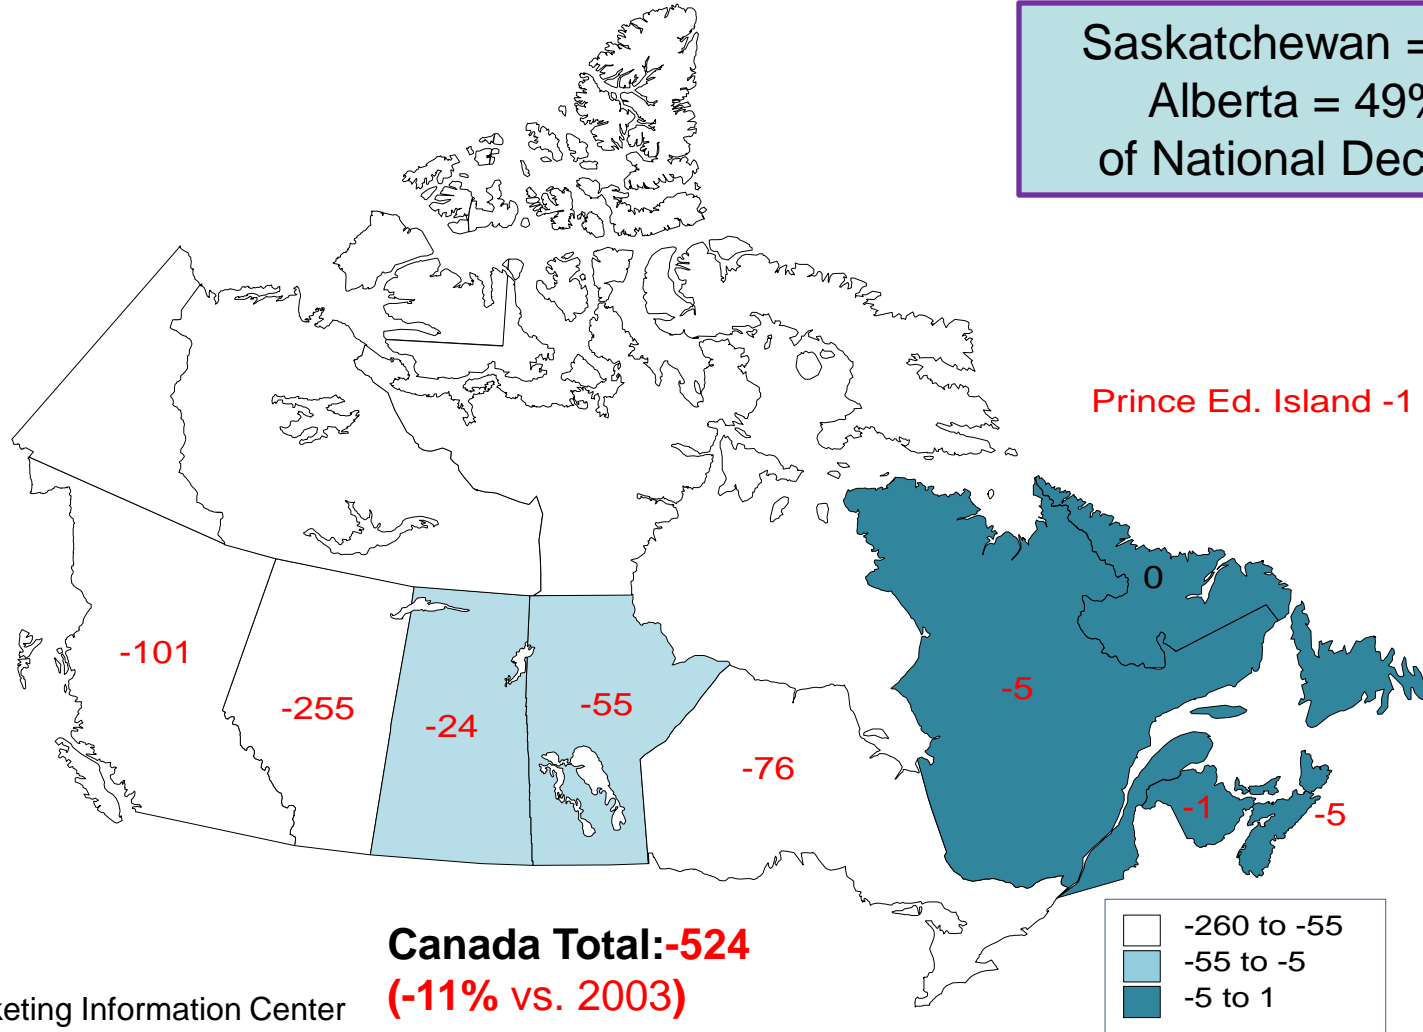 Saskatchewan =
Alberta = 49%
of National Dec
Prince Ed. Island -1
0
-101
-5
-255
-55
-24
-76
-1
-5
Canada Total:-524
(-11% vs. 2003)
-260 to -55
-55 to -5
-5 to 1
keting Information Center